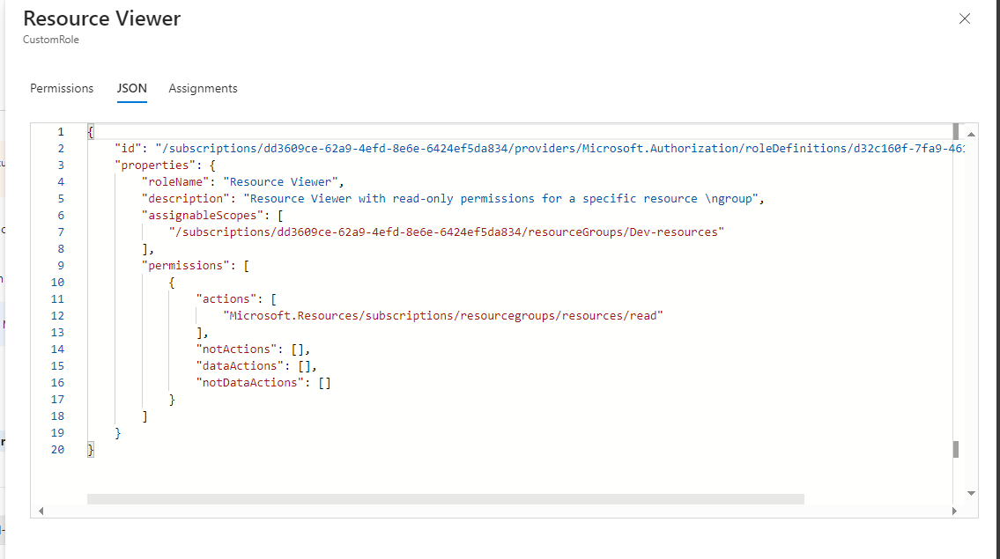 Resource Viewer
CustomRole
Permissions JSON Assignments
1 {
2 "id": "/subscriptions/dd3609ce-62a9-4efd-8e6e-6424ef5da834/providers/Microsoft.Authorization/roleDefinitions/d32c160f-7fa9-461
3 "properties": {
4 "roleName": "Resource Viewer",
5 "description": "Resource Viewer with read-only permissions for a specific resource \ngroup",
6 "assignableScopes": [
7 "/subscriptions/dd3609ce-62a9-4efd-8e6e-6424ef5da834/resourceGroups/Dev-resources"
8 ],
9 "permissions": [
10 {
11 "actions": [
12 "Microsoft.Resources/subscriptions/resourcegroups/resources/read"
13 ],
14 "notActions": [],
15 "dataActions": [],
16 "notDataActions": []
17 }
18 ]
19 }
20 }